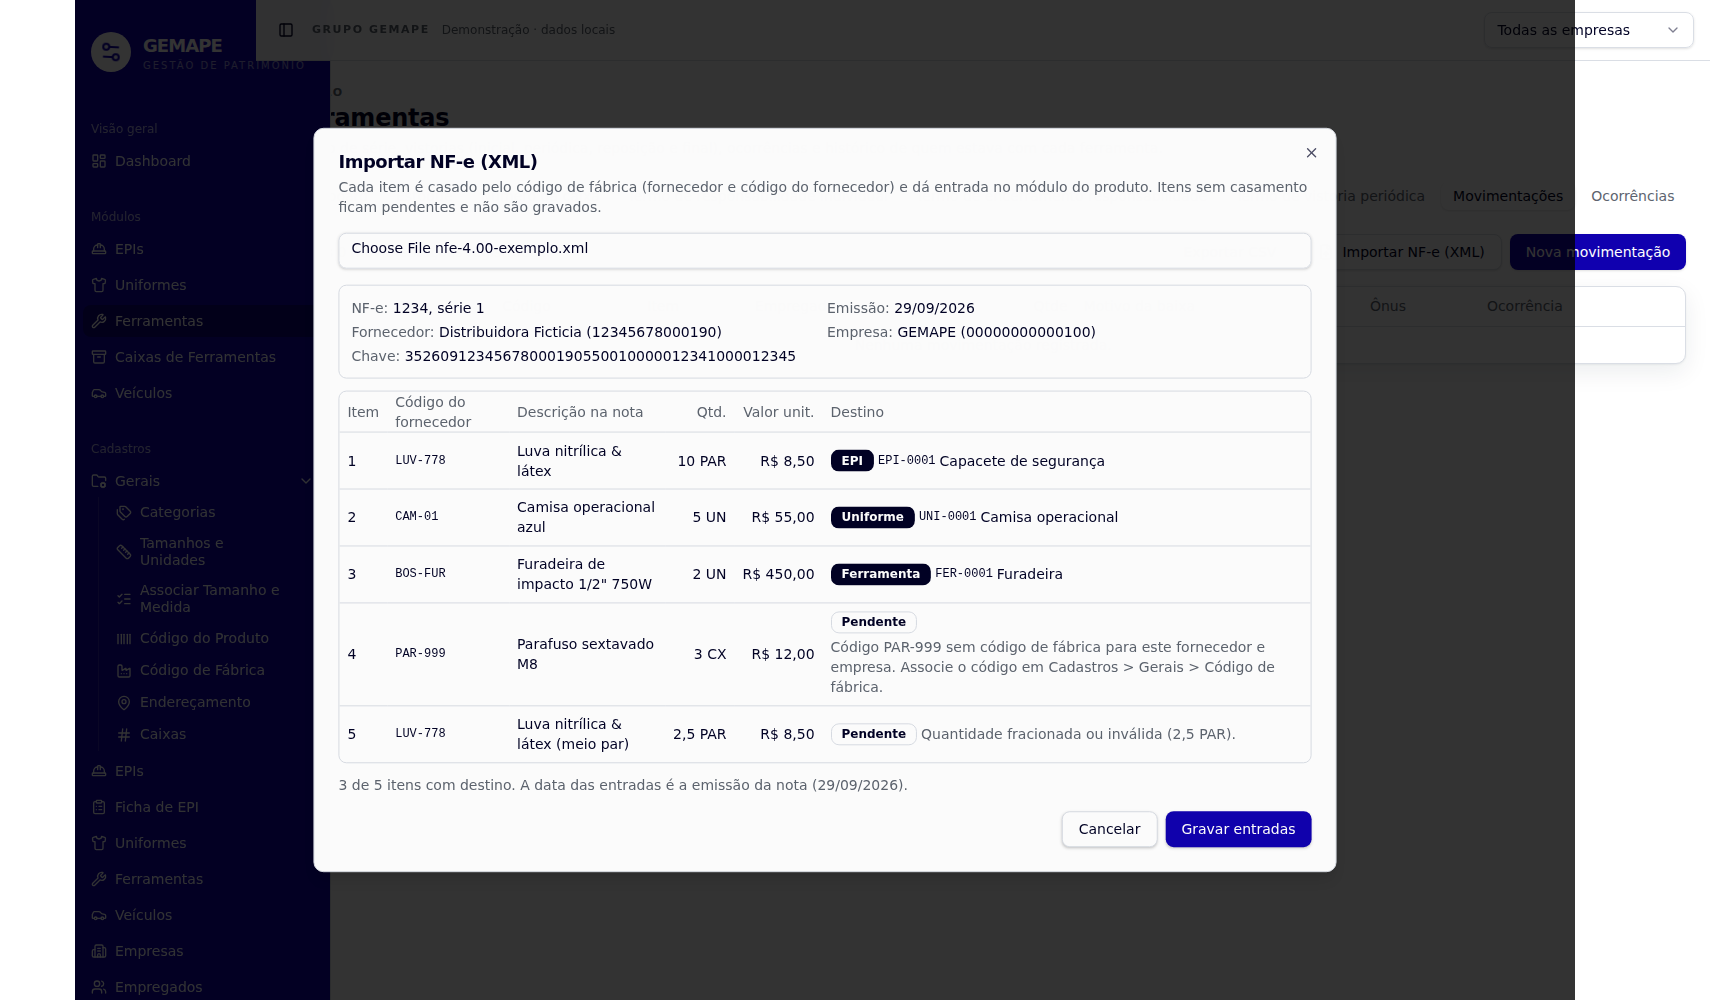 GEMAPE
GESTÃO DE PATRIMÔNIO
GRUPO GEMAPE
Demonstração · dados locais
Todas as empresas
Visão geral
Dashboard
Módulos
EPIs
Uniformes
Ferramentas
Caixas de Ferramentas
Veículos
Cadastros
Gerais
Categorias
Tamanhos e
Unidades
Associar Tamanho e
Medida
Código do Produto
Código de Fábrica
Endereçamento
Caixas
EPIs
Ficha de EPI
Uniformes
Ferramentas
Veículos
Empresas
Empregados
o
ramentas
ria periódica
Movimentações
Ocorrências
Importar NF-e (XML)
Nova movimentação
Ônus
Ocorrência
Importar NF-e (XML)
Cada item é casado pelo código de fábrica (fornecedor e código do fornecedor) e dá entrada no módulo do produto. Itens sem casamento
ficam pendentes e não são gravados.
Choose File nfe-4.00-exemplo.xml
NF-e: 1234, série 1
Emissão: 29/09/2026
Fornecedor: Distribuidora Ficticia (12345678000190)
Empresa: GEMAPE (00000000000100)
Chave: 35260912345678000190550010000012341000012345
Item
Código do
fornecedor
Descrição na nota
Qtd.
Valor unit.
Destino
1
LUV-778
Luva nitrílica &
látex
10 PAR
R$ 8,50
EPI EPI-0001 Capacete de segurança
2
CAM-01
Camisa operacional
azul
5 UN
R$ 55,00
Uniforme UNI-0001 Camisa operacional
3
BOS-FUR
Furadeira de
impacto 1/2" 750W
2 UN
R$ 450,00
Ferramenta FER-0001 Furadeira
4
PAR-999
Parafuso sextavado
M8
3 CX
R$ 12,00
Pendente
Código PAR-999 sem código de fábrica para este fornecedor e
empresa. Associe o código em Cadastros > Gerais > Código de
fábrica.
5
LUV-778
Luva nitrílica &
látex (meio par)
2,5 PAR
R$ 8,50
Pendente Quantidade fracionada ou inválida (2,5 PAR).
3 de 5 itens com destino. A data das entradas é a emissão da nota (29/09/2026).
Cancelar
Gravar entradas